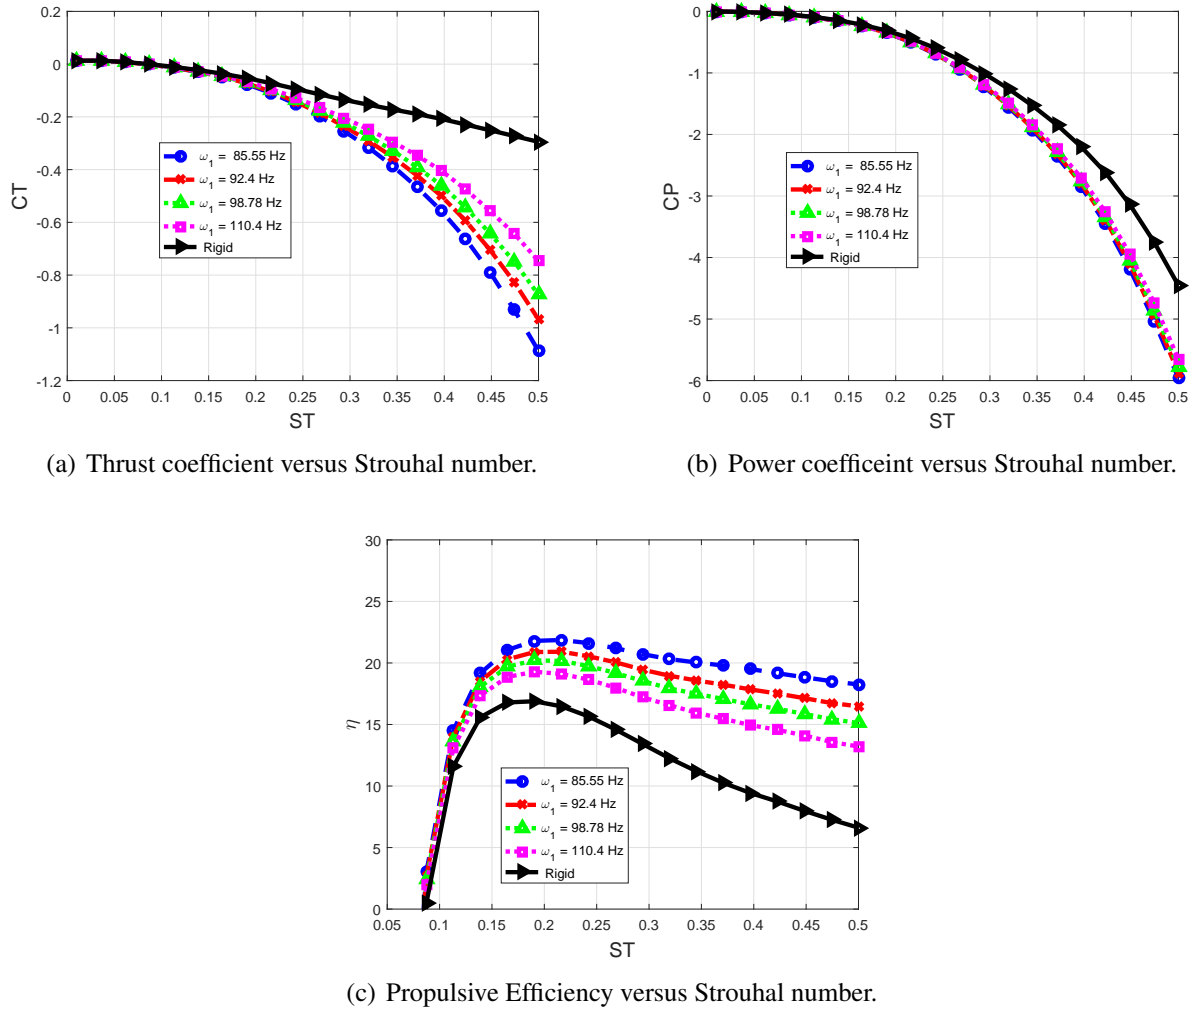 0.2
0
-0.2
-0.4
-0.6
-0.8
-1
-1.2
CT
0 0.05 0.1 0.15 0.2 0.25 0.3 0.35 0.4 0.45 0.5
ST
ω1 = 85.55 Hz
ω1 = 92.4 Hz
ω1 = 98.78 Hz
ω1 = 110.4 Hz
Rigid
(a) Thrust coefficient versus Strouhal number.
0
-1
-2
-3
-4
-5
-6
CP
0 0.05 0.1 0.15 0.2 0.25 0.3 0.35 0.4 0.45 0.5
ST
ω1 = 85.55 Hz
ω1 = 92.4 Hz
ω1 = 98.78 Hz
ω1 = 110.4 Hz
Rigid
(b) Power coefficeint versus Strouhal number.
30
25
20
15
10
5
0
η
0.05 0.1 0.15 0.2 0.25 0.3 0.35 0.4 0.45 0.5
ST
ω1 = 85.55 Hz
ω1 = 92.4 Hz
ω1 = 98.78 Hz
ω1 = 110.4 Hz
Rigid
(c) Propulsive Efficiency versus Strouhal number.